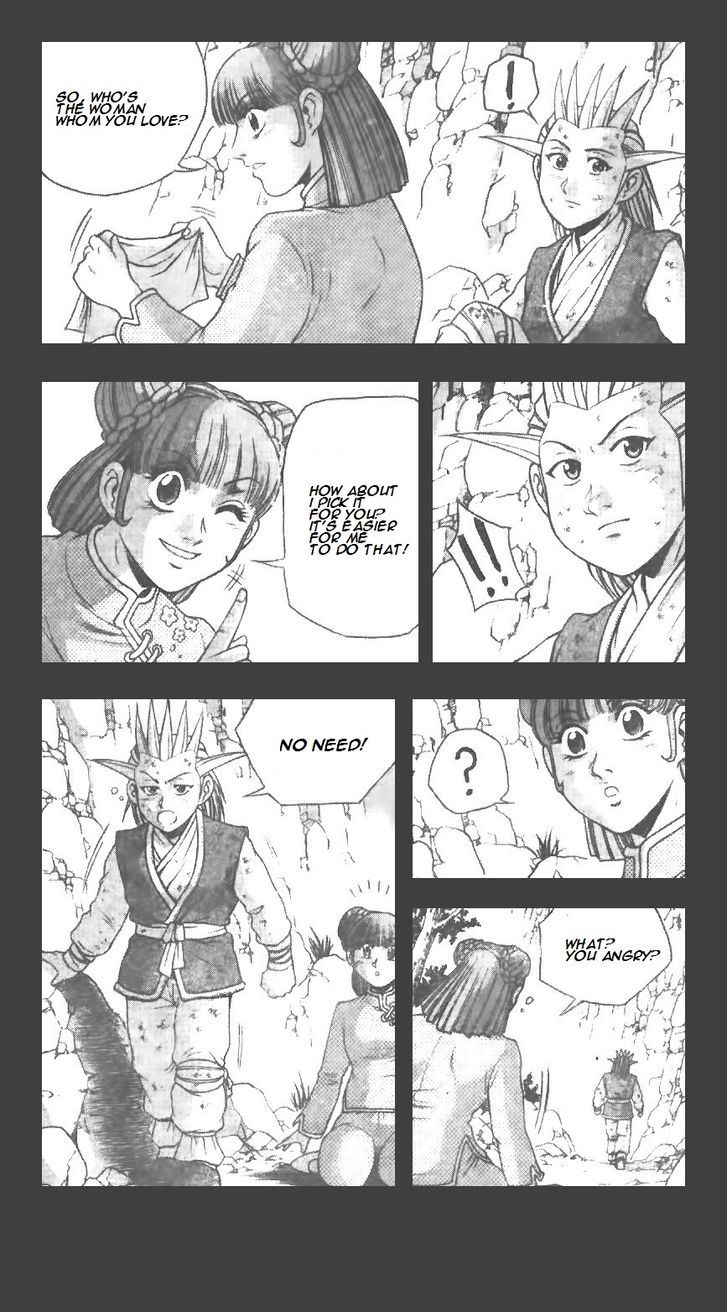 SO, WHO'S
THE WOMAN
WHOM YOU LOVE?
!
HOW ABOUT
I PICK IT
FOR YOU?
IT'S EASIER
FOR ME
TO DO THAT!
!!
NO NEED!
?
WHAT?
YOU ANGRY?